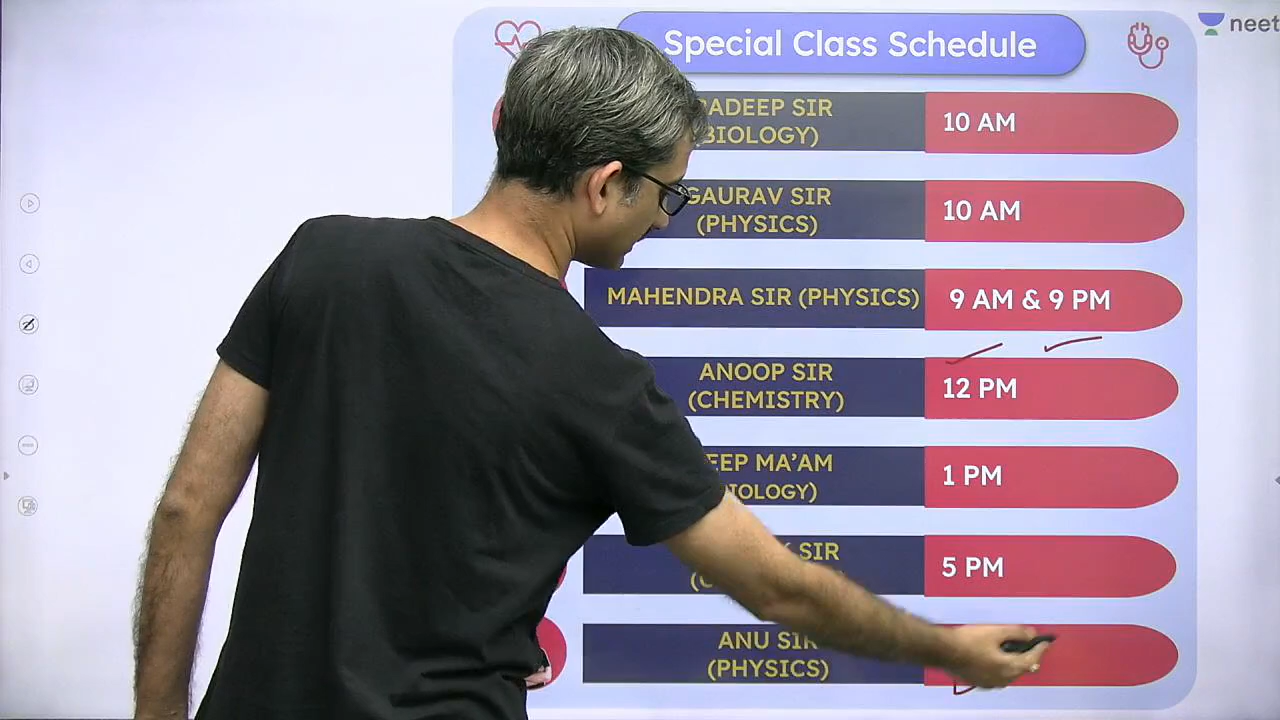 Special Class Schedule
neet
RADEEP SIR
BIOLOGY)
10 AM
GAURAV SIR
(PHYSICS)
10 AM
MAHENDRA SIR (PHYSICS)
9 AM & 9 PM
ANOOP SIR
(CHEMISTRY)
12 PM
EEP MA'AM
IOLOGY)
1 PM
SIR
5 PM
ANU SIR
(PHYSICS)